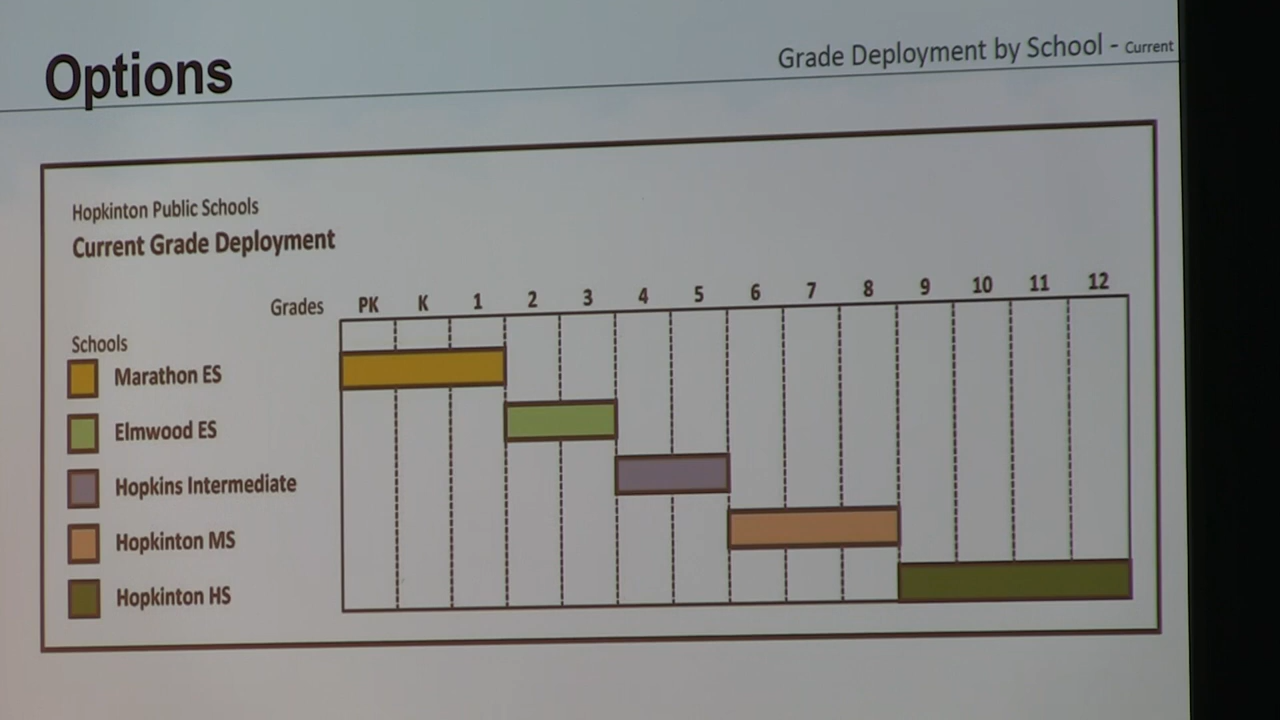 Options
Grade Deployment by School - Current
Hopkinton Public Schools
Current Grade Deployment
Grades PK K 1 2 3 4 5 6 7 8 9 10 11 12
Schools
Marathon ES
Elmwood ES
Hopkins Intermediate
Hopkinton MS
Hopkinton HS